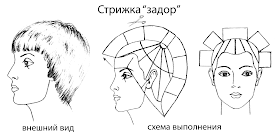 Стрижка"задор"
внешний вид
схема выполнения